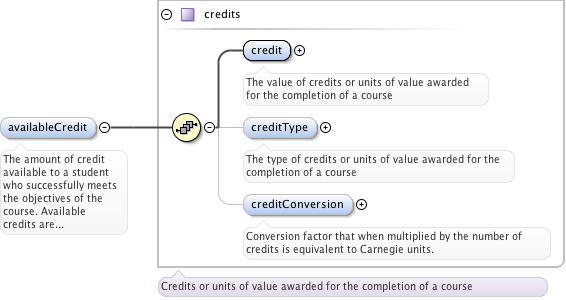 credits
credit
The value of credits or units of value awarded
for the completion of a course
availableCredit
The amount of credit
available to a student
who successfully meets
the objectives of the
course. Available
credits are...
creditType
The type of credits or units of value awarded for the
completion of a course
creditConversion
Conversion factor that when multiplied by the number of
credits is equivalent to Carnegie units.
Credits or units of value awarded for the completion of a course